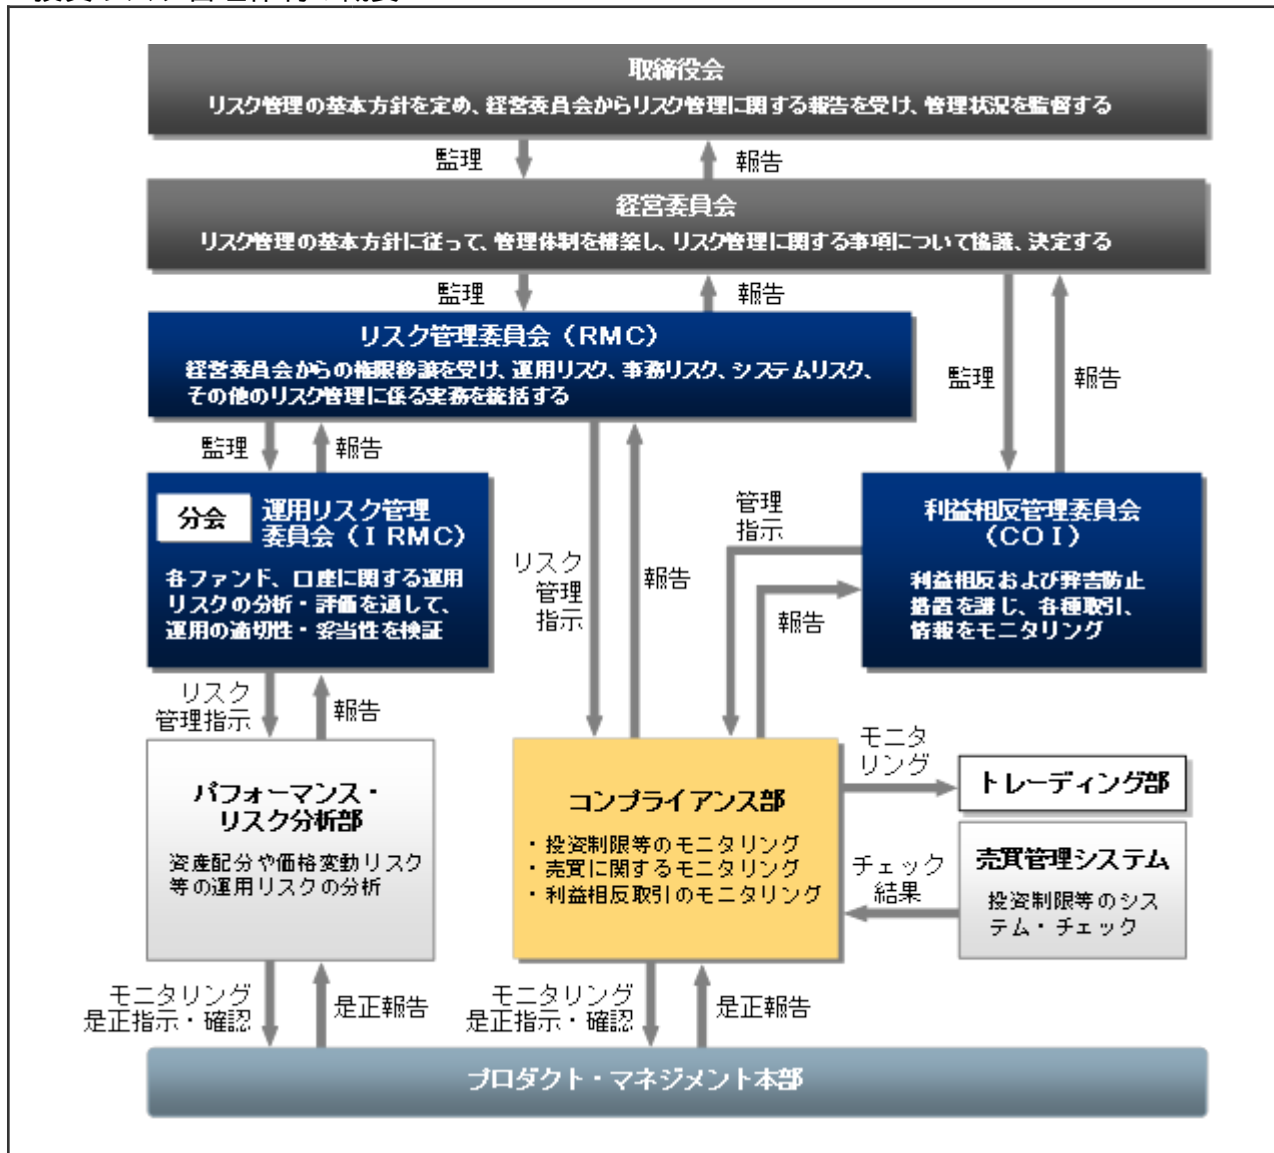 取締役会
リスク管理の基本方針を定め、経営委員会からリスク管理に関する報告を受け、管理状況を監督する
監理
報告
経営委員会
リスク管理の基本方針に従って、管理体制を構築し、リスク管理に関する事項について協議、決定する
監理
報告
監理
報告
リスク管理委員会（ＲＭＣ）
経営委員会からの権限移譲を受け、運用リスク、事務リスク、システムリスク、
その他のリスク管理に係る実務を統括する
監理
報告
分会
運用リスク管理
委員会（ＩＲＭＣ）
各ファンド、口座に関する運用
リスクの分析・評価を通して、
運用の適切性・妥当性を検証
リスク
管理
指示
報告
管理
指示
報告
利益相反管理委員会
（ＣＯＩ）
利益相反および弊害防止
措置を講じ、各種取引、
情報をモニタリング
リスク
管理指示
報告
パフォーマンス・
リスク分析部
資産配分や価格変動リスク
等の運用リスクの分析
コンプライアンス部
・投資制限等のモニタリング
・売買に関するモニタリング
・利益相反取引のモニタリング
モニタ
リング
トレーディング部
チェック
結果
売買管理システム
投資制限等のシス
テム・チェック
モニタリング
是正指示・確認
是正報告
モニタリング
是正指示・確認
是正報告
プロダクト・マネジメント本部